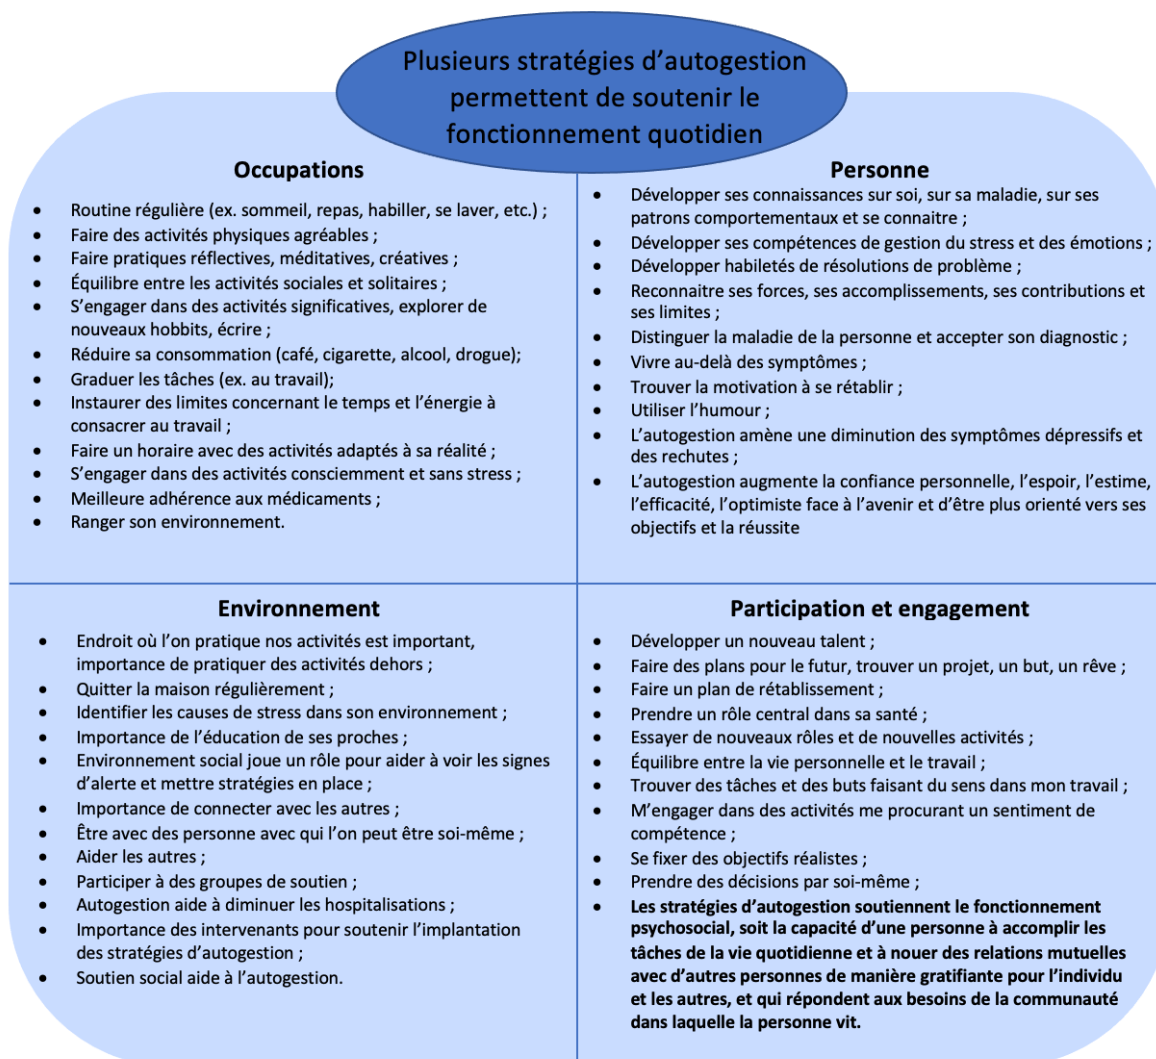 Plusieurs stratégies d'autogestion
permettent de soutenir le
fonctionnement quotidien
Occupations
• Routine régulière (ex. sommeil, repas, habiller, se laver, etc.) ;
• Faire des activités physiques agréables ;
• Faire pratiques réflectives, méditatives, créatives ;
• Équilibre entre les activités sociales et solitaires ;
• S'engager dans des activités significatives, explorer de
nouveaux hobbits, écrire ;
• Réduire sa consommation (café, cigarette, alcool, drogue);
• Graduer les tâches (ex. au travail);
• Instaurer des limites concernant le temps et l'énergie à
consacrer au travail ;
• Faire un horaire avec des activités adaptés à sa réalité ;
• S'engager dans des activités consciemment et sans stress ;
• Meilleure adhérence aux médicaments ;
• Ranger son environnement.
Personne
• Développer ses connaissances sur soi, sur sa maladie, sur ses
patrons comportementaux et se connaitre ;
• Développer ses compétences de gestion du stress et des émotions ;
• Développer habiletés de résolutions de problème ;
• Reconnaitre ses forces, ses accomplissements, ses contributions et
ses limites ;
• Distinguer la maladie de la personne et accepter son diagnostic ;
• Vivre au-delà des symptômes ;
• Trouver la motivation à se rétablir ;
• Utiliser l'humour ;
• L'autogestion amène une diminution des symptômes dépressifs et
des rechutes ;
• L'autogestion augmente la confiance personnelle, l'espoir, l'estime,
l'efficacité, l'optimiste face à l'avenir et d'être plus orienté vers ses
objectifs et la réussite
Environnement
• Endroit où l'on pratique nos activités est important,
importance de pratiquer des activités dehors ;
• Quitter la maison régulièrement ;
• Identifier les causes de stress dans son environnement ;
• Importance de l'éducation de ses proches ;
• Environnement social joue un rôle pour aider à voir les signes
d'alerte et mettre stratégies en place ;
• Importance de connecter avec les autres ;
• Être avec des personne avec qui l'on peut être soi-même ;
• Aider les autres ;
• Participer à des groupes de soutien ;
• Autogestion aide à diminuer les hospitalisations ;
• Importance des intervenants pour soutenir l'implantation
des stratégies d'autogestion ;
• Soutien social aide à l'autogestion.
Participation et engagement
• Développer un nouveau talent ;
• Faire des plans pour le futur, trouver un projet, un but, un rêve ;
• Faire un plan de rétablissement ;
• Prendre un rôle central dans sa santé ;
• Essayer de nouveaux rôles et de nouvelles activités ;
• Équilibre entre la vie personnelle et le travail ;
• Trouver des tâches et des buts faisant du sens dans mon travail ;
• M'engager dans des activités me procurant un sentiment de
compétence ;
• Se fixer des objectifs réalistes ;
• Prendre des décisions par soi-même ;
• Les stratégies d'autogestion soutiennent le fonctionnement
psychosocial, soit la capacité d'une personne à accomplir les
tâches de la vie quotidienne et à nouer des relations mutuelles
avec d'autres personnes de manière gratifiante pour l'individu
et les autres, et qui répondent aux besoins de la communauté
dans laquelle la personne vit.